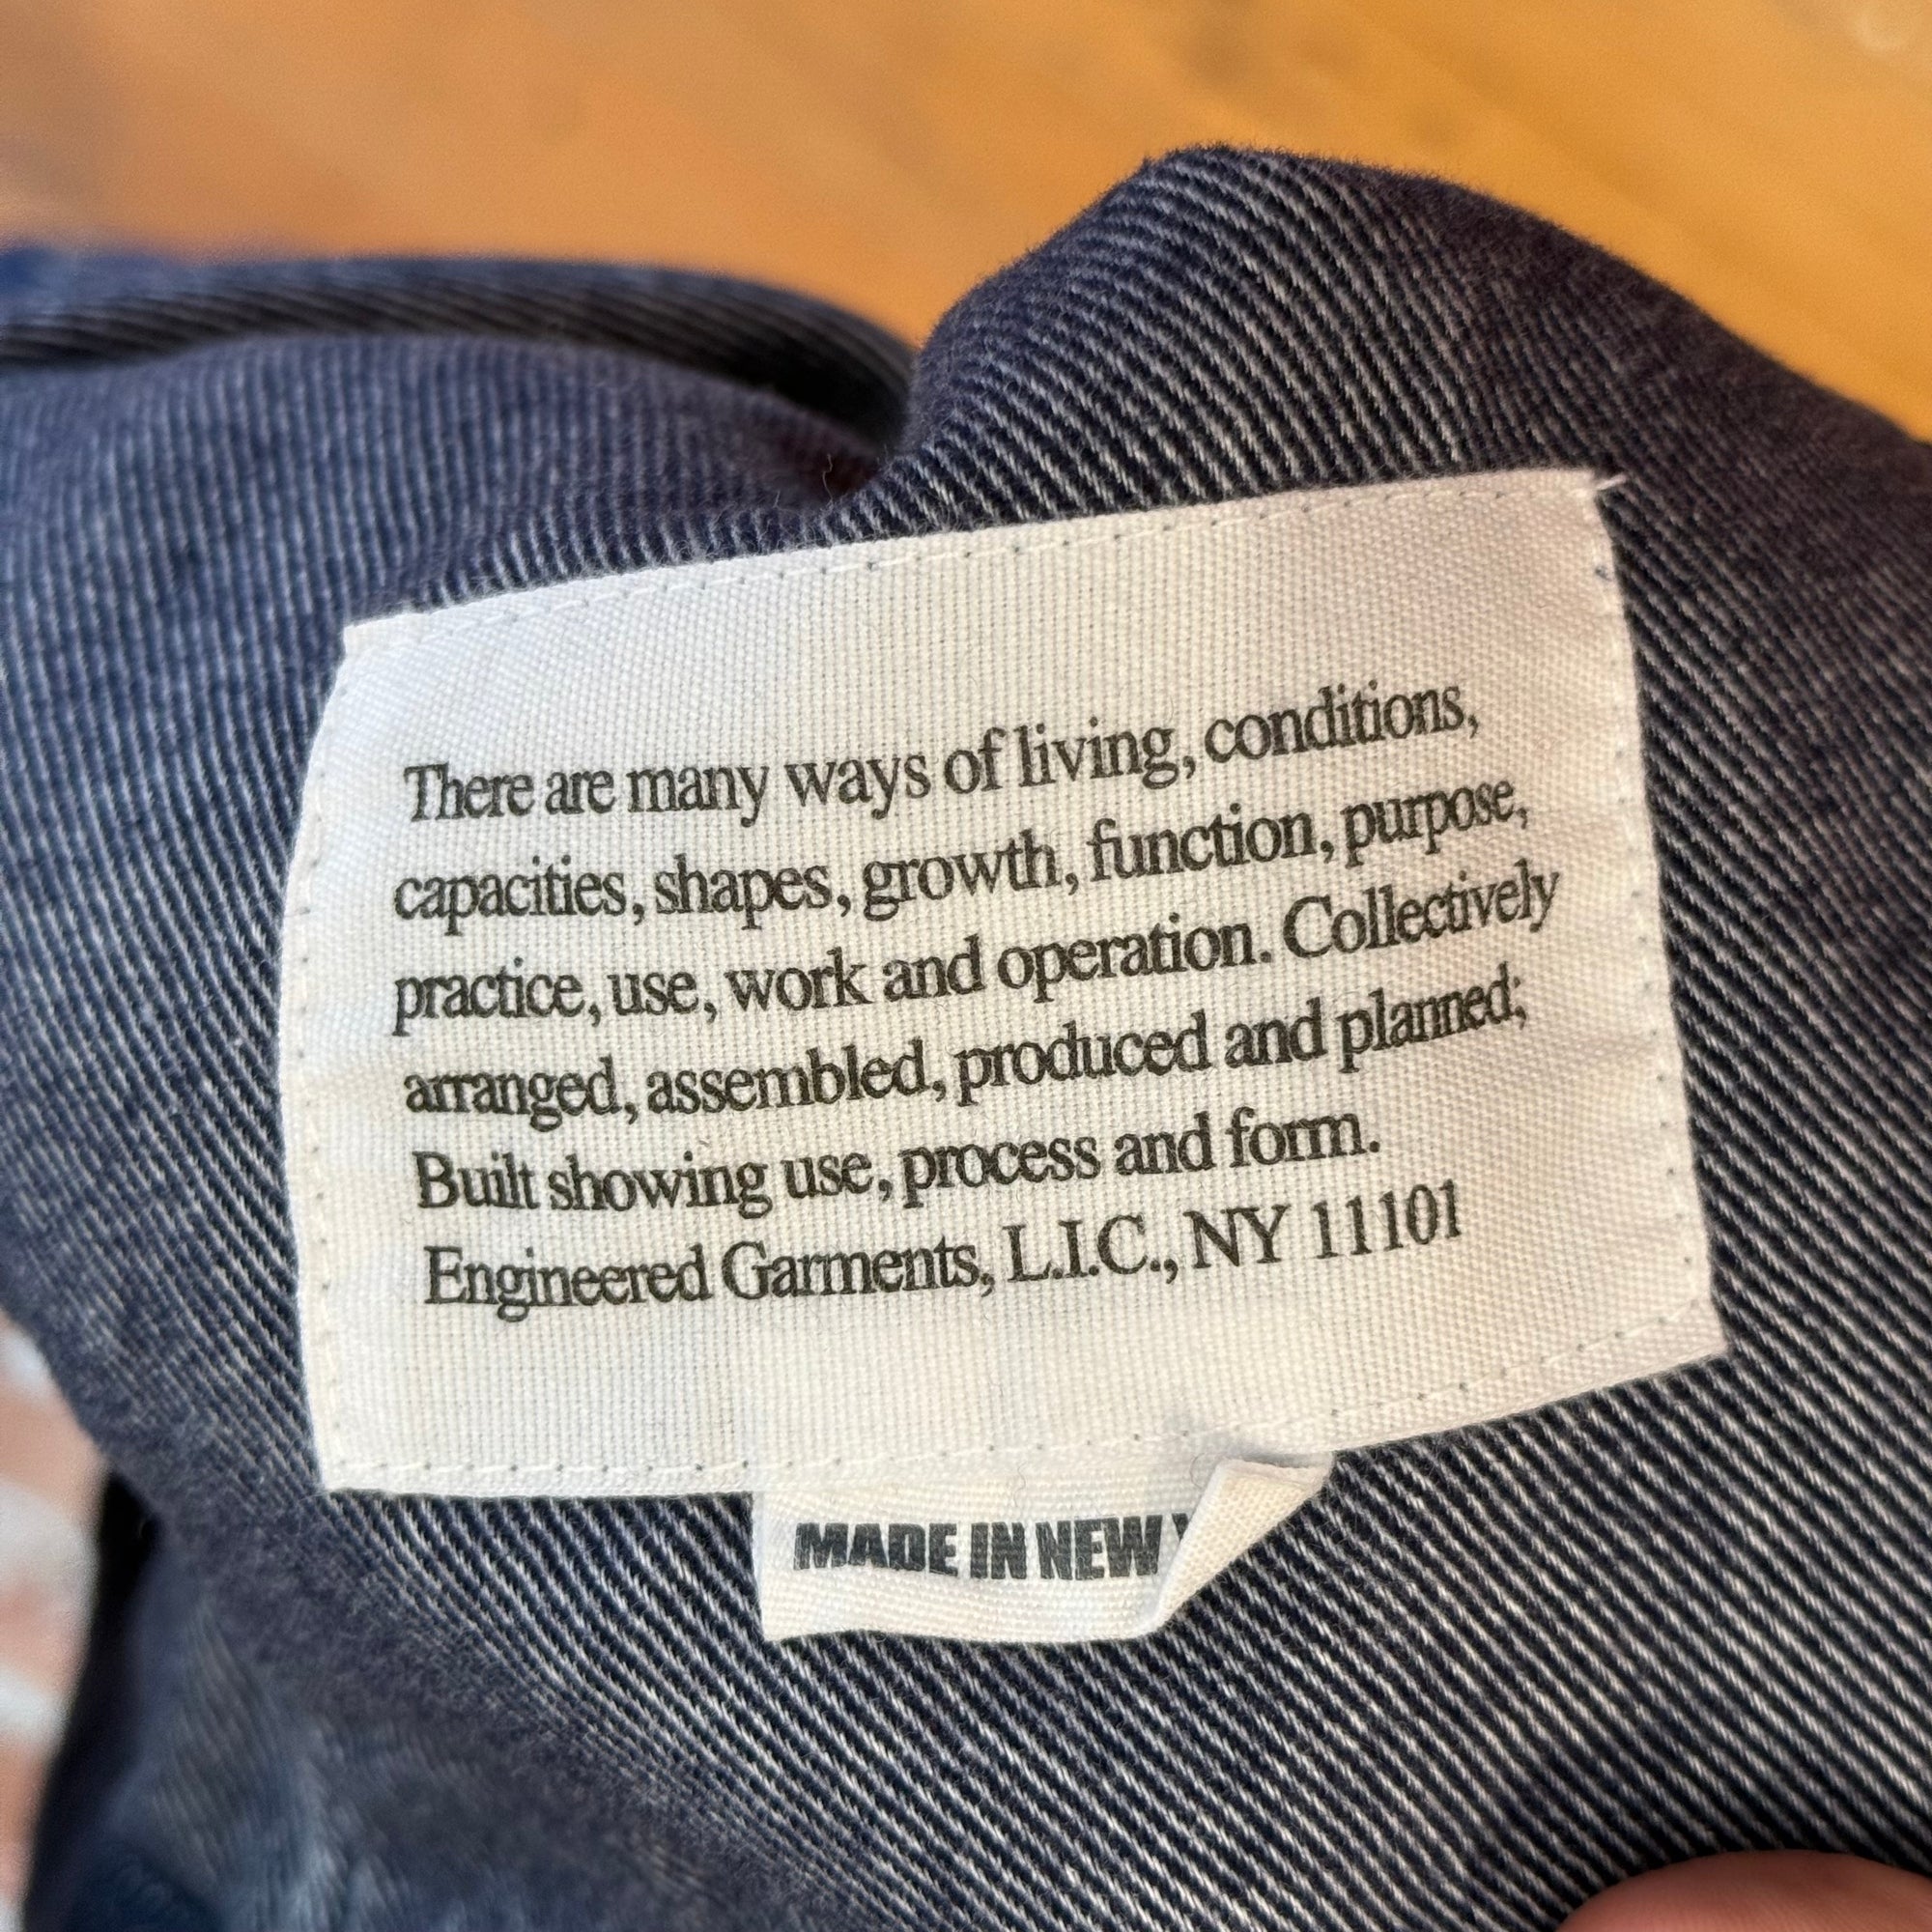 There are many ways of living, conditions,
capacities, shapes, growth, function, purpose,
practice, use, work and operation. Collectively
arranged, assembled, produced and planned;
Built showing use, process and form.
Engineered Garments, L.I.C., NY 11101
MADE IN NEW